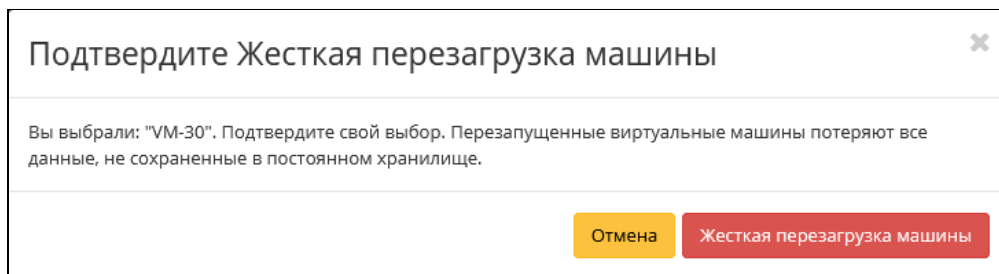 Подтвердите Жесткая перезагрузка машины
Вы выбрали: "VM-30". Подтвердите свой выбор. Перезапущенные виртуальные машины потеряют все
данные, не сохраненные в постоянном хранилище.
Отмена Жесткая перезагрузка машины